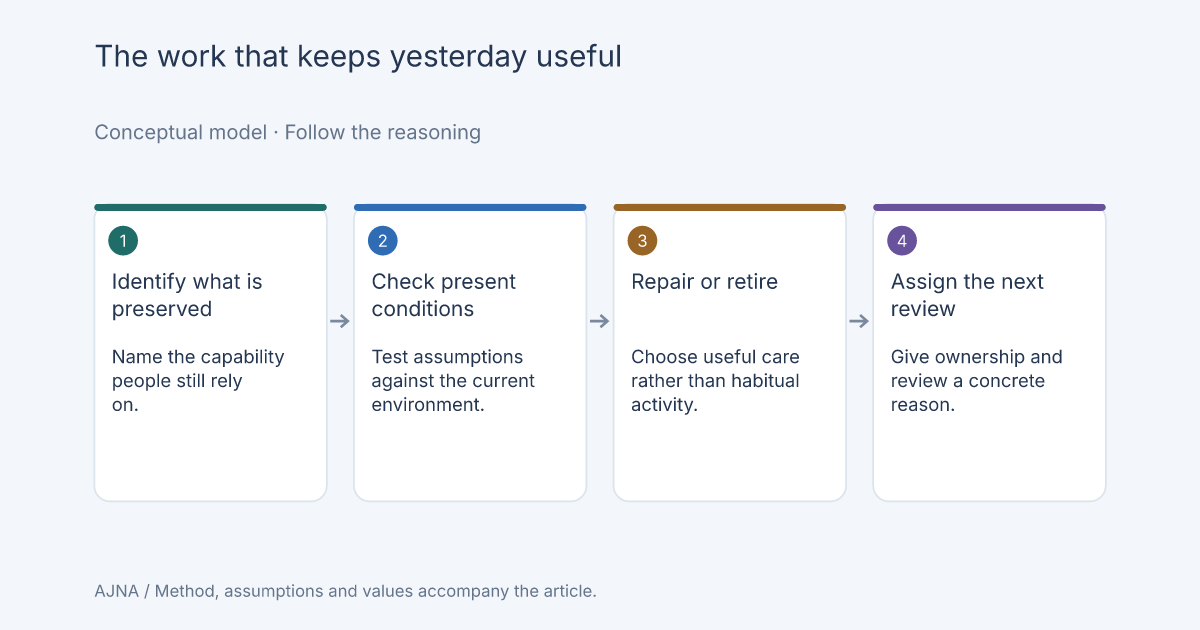 The work that keeps yesterday useful
Conceptual model · Follow the reasoning
1
Identify what is
preserved
Name the capability
people still rely
on.
2
Check present
conditions
Test assumptions
against the current
environment.
3
Repair or retire
Choose useful care
rather than habitual
activity.
4
Assign the next
review
Give ownership and
review a concrete
reason.
AJNA / Method, assumptions and values accompany the article.